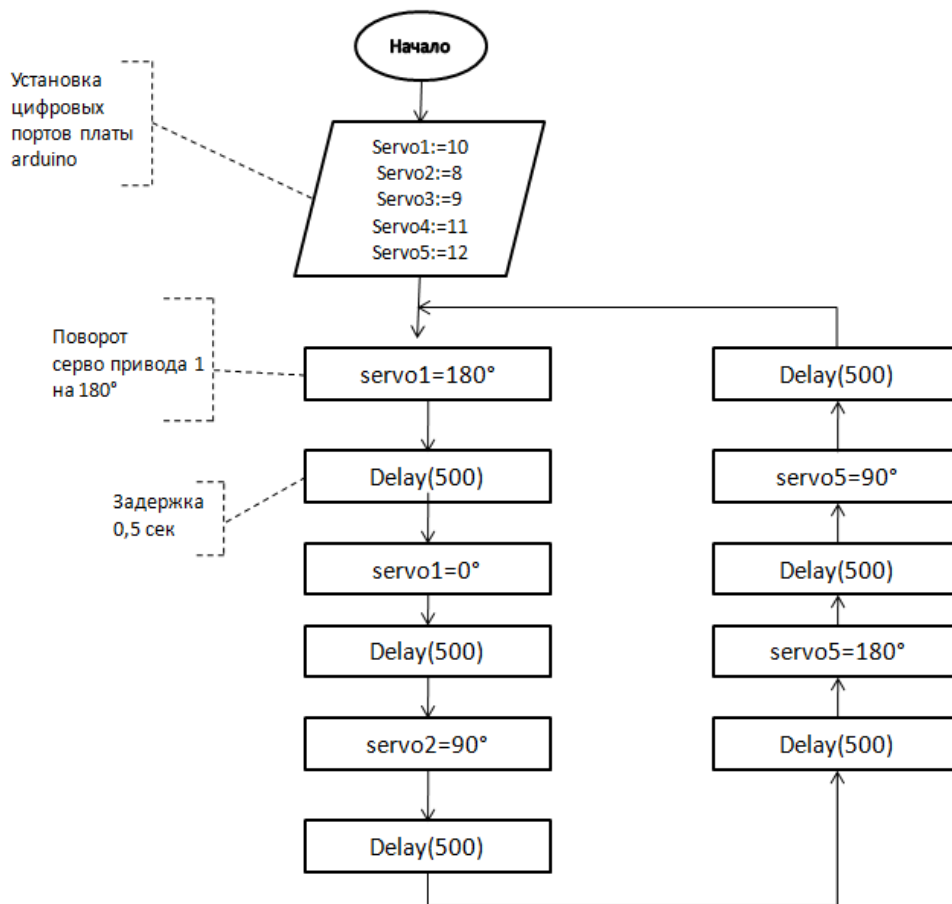 Начало
Установка
цифровых
портов платы
arduino
Servo1:=10
Servo2:=8
Servo3:=9
Servo4:=11
Servo5:=12
Поворот
серво привода 1
на 180°
servo1=180°
Delay(500)
Задержка
0,5 сек
servo1=0°
Delay(500)
servo2=90°
Delay(500)
Delay(500)
servo5=180°
Delay(500)
servo5=90°
Delay(500)